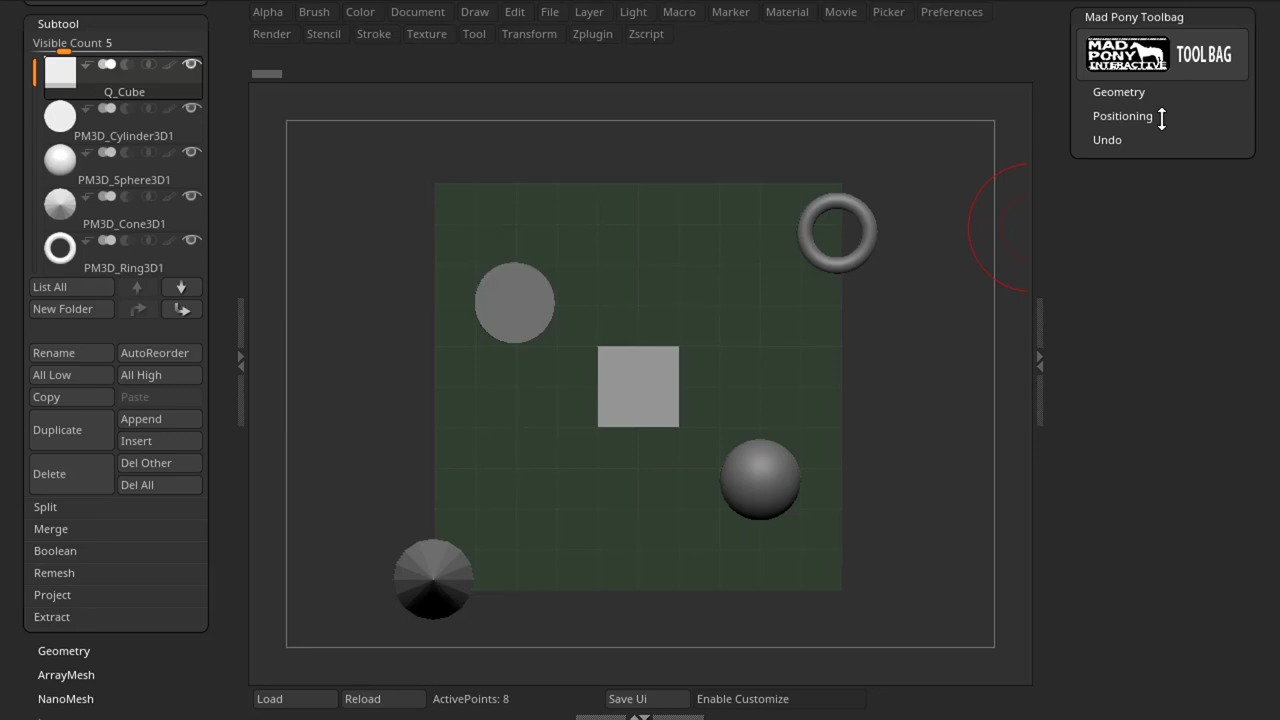 Alpha Brush Color Document Draw Edit File Layer Light Macro Marker Material Movie Picker Preferences
Render Stencil Stroke Texture Tool Transform Zplugin Zscript
Subtool
Visible Count 5
Q_Cube
PM3D_Cylinder3D1
PM3D_Sphere3D1
PM3D_Cone3D1
PM3D_Ring3D1
List All
New Folder
Rename AutoReorder
All Low All High
Copy Paste
Duplicate Append
Insert
Delete Del Other
Del All
Split
Merge
Boolean
Remesh
Project
Extract
Geometry
ArrayMesh
NanoMesh
Load Reload ActivePoints: 8 Save Ui Enable Customize
Mad Pony Toolbag
MAD
PONY
INTERACTIVE
TOOL BAG
Geometry
Positioning
Undo